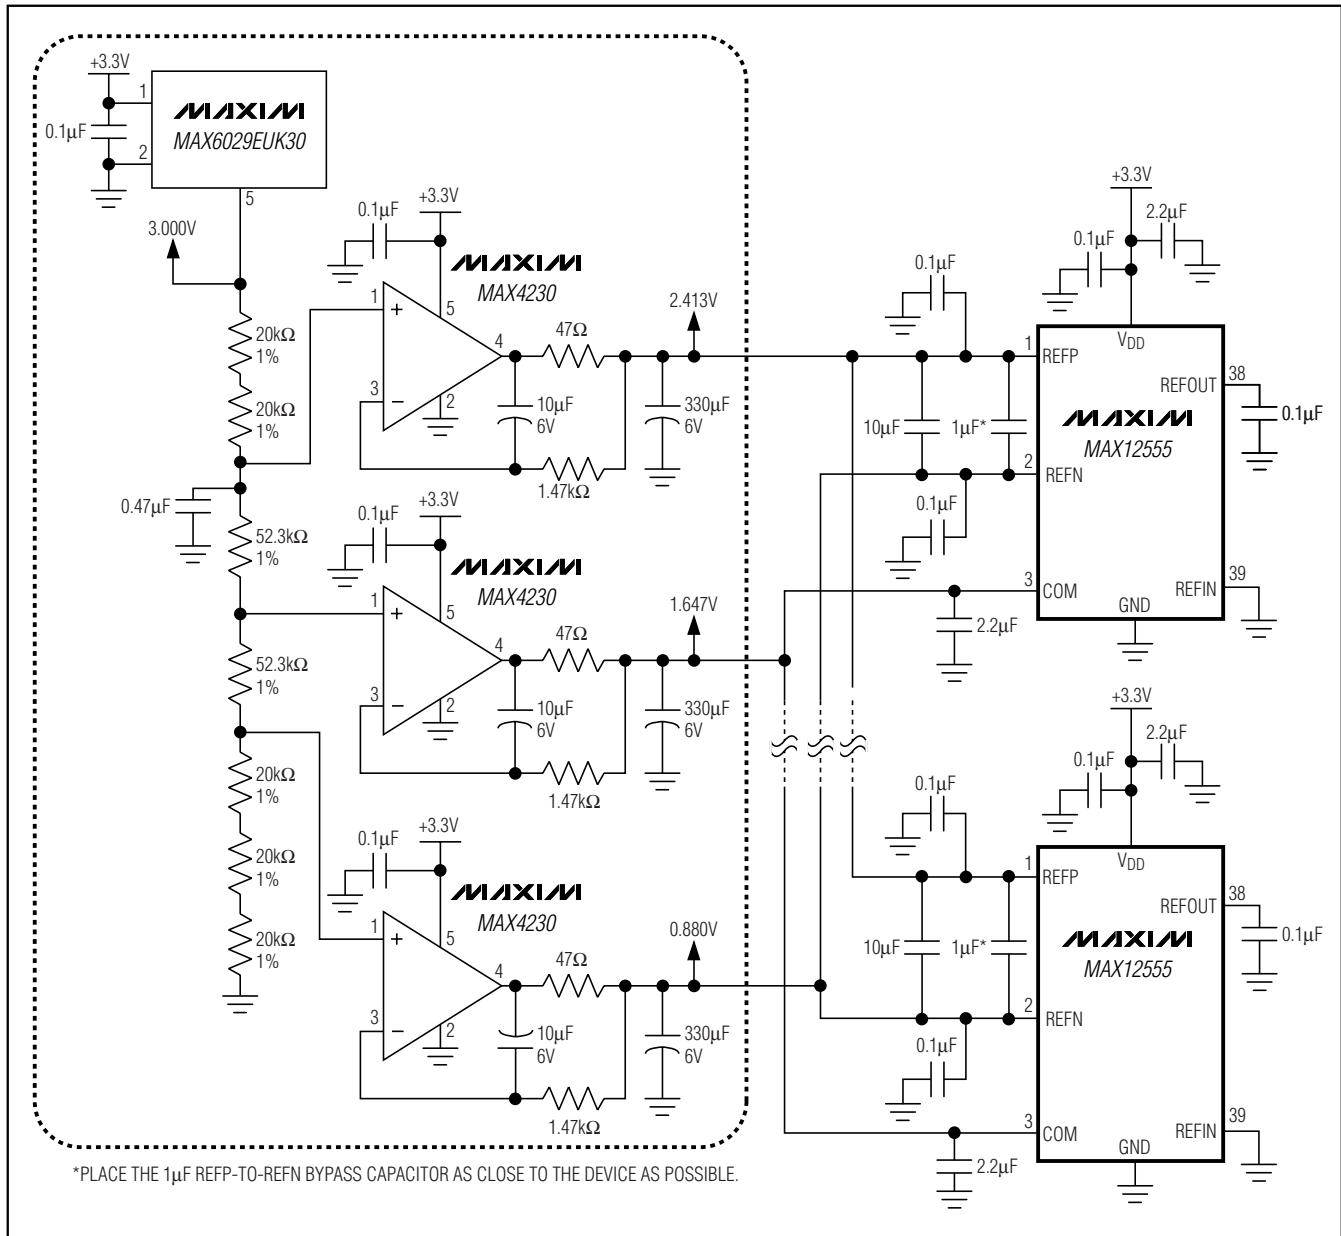 +3.3V
1
MAXIM
MAX6029EUK30
0.1µF
2
5
3.000V
20kΩ
1%
20kΩ
1%
0.47µF
52.3kΩ
1%
52.3kΩ
1%
20kΩ
1%
20kΩ
1%
20kΩ
1%
+3.3V
0.1µF
MAXIM
MAX4230
1
+
5
4
3
−
2
47Ω
10µF
6V
1.47kΩ
330µF
6V
2.413V
+3.3V
0.1µF
MAXIM
MAX4230
1
+
5
4
3
−
2
47Ω
10µF
6V
1.47kΩ
330µF
6V
1.647V
+3.3V
0.1µF
MAXIM
MAX4230
1
+
5
4
3
−
2
47Ω
10µF
6V
1.47kΩ
330µF
6V
0.880V
+3.3V
2.2µF
0.1µF
0.1µF
1
REFP
VDD
REFOUT
38
0.1µF
10µF
1µF*
MAXIM
MAX12555
2
REFN
0.1µF
3
COM
2.2µF
GND
REFIN
39
+3.3V
2.2µF
0.1µF
0.1µF
1
REFP
VDD
REFOUT
38
0.1µF
10µF
1µF*
MAXIM
MAX12555
2
REFN
0.1µF
3
COM
2.2µF
GND
REFIN
39
*PLACE THE 1µF REFP-TO-REFN BYPASS CAPACITOR AS CLOSE TO THE DEVICE AS POSSIBLE.